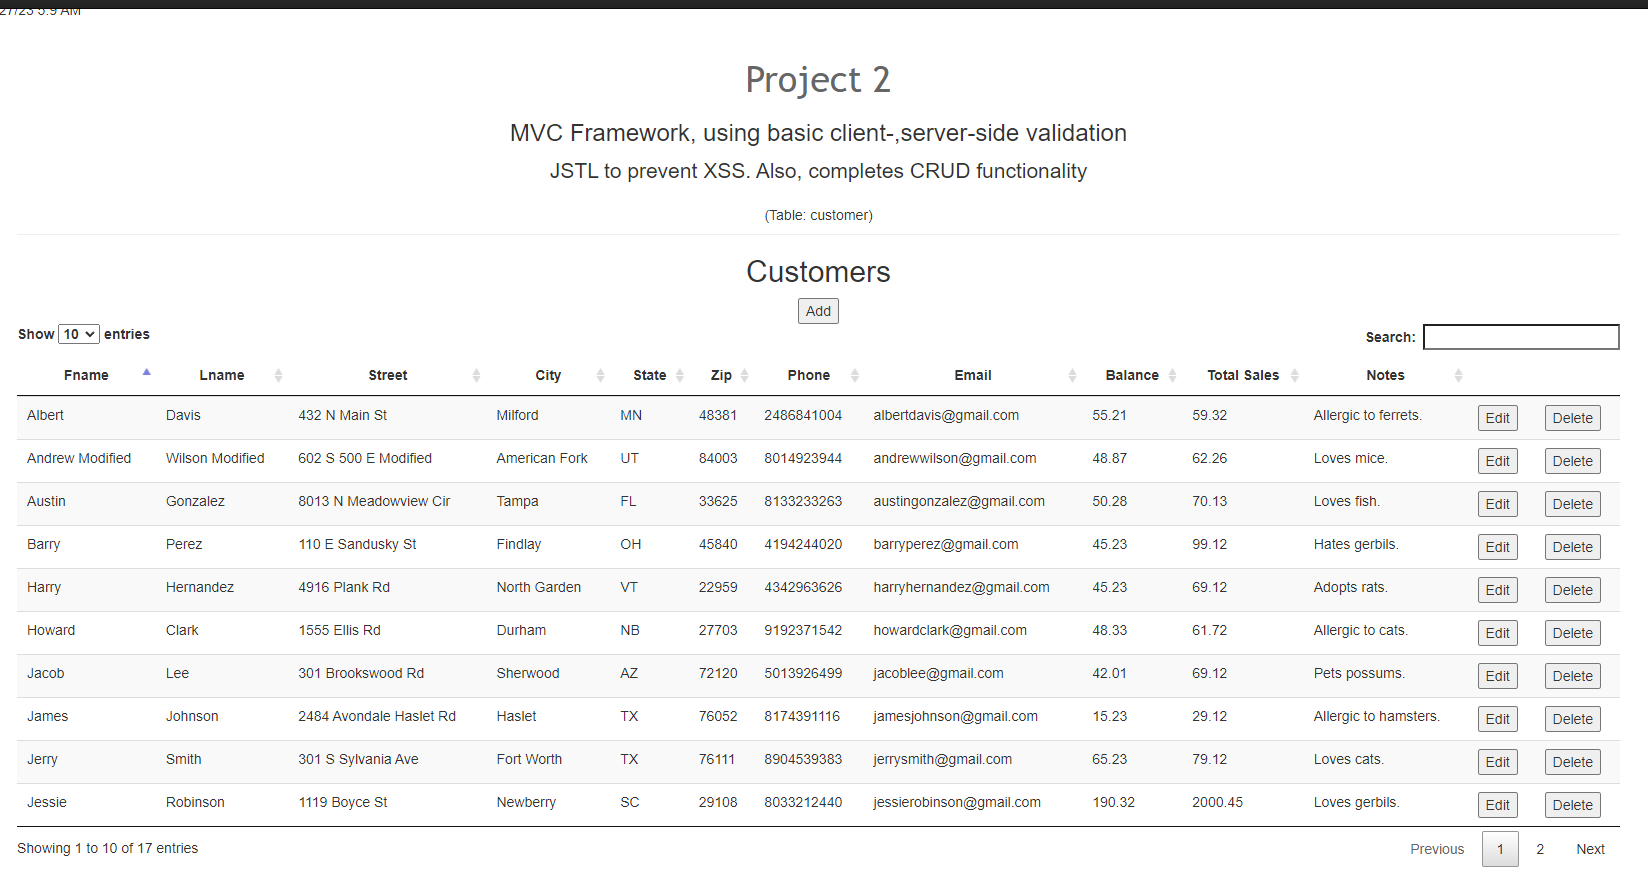 27/23 5:9 AM
Project 2
MVC Framework, using basic client-,server-side validation
JSTL to prevent XSS. Also, completes CRUD functionality
(Table: customer)
Customers
Add
Show 10 entries
Search:
Fname Lname Street City State Zip Phone Email Balance Total Sales Notes
Albert Davis 432 N Main St Milford MN 48381 2486841004 albertdavis@gmail.com 55.21 59.32 Allergic to ferrets. Edit Delete
Andrew Modified Wilson Modified 602 S 500 E Modified American Fork UT 84003 8014923944 andrewwilson@gmail.com 48.87 62.26 Loves mice. Edit Delete
Austin Gonzalez 8013 N Meadowview Cir Tampa FL 33625 8133233263 austingonzalez@gmail.com 50.28 70.13 Loves fish. Edit Delete
Barry Perez 110 E Sandusky St Findlay OH 45840 4194244020 barryperez@gmail.com 45.23 99.12 Hates gerbils. Edit Delete
Harry Hernandez 4916 Plank Rd North Garden VT 22959 4342963626 harryhernandez@gmail.com 45.23 69.12 Adopts rats. Edit Delete
Howard Clark 1555 Ellis Rd Durham NB 27703 9192371542 howardclark@gmail.com 48.33 61.72 Allergic to cats. Edit Delete
Jacob Lee 301 Brookswood Rd Sherwood AZ 72120 5013926499 jacoblee@gmail.com 42.01 69.12 Pets possums. Edit Delete
James Johnson 2484 Avondale Haslet Rd Haslet TX 76052 8174391116 jamesjohnson@gmail.com 15.23 29.12 Allergic to hamsters. Edit Delete
Jerry Smith 301 S Sylvania Ave Fort Worth TX 76111 8904539383 jerrysmith@gmail.com 65.23 79.12 Loves cats. Edit Delete
Jessie Robinson 1119 Boyce St Newberry SC 29108 8033212440 jessierobinson@gmail.com 190.32 2000.45 Loves gerbils. Edit Delete
Showing 1 to 10 of 17 entries
Previous 1 2 Next